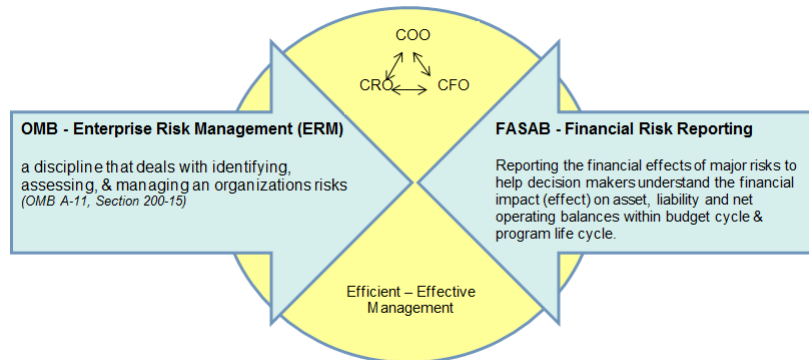 COO
CRO
CFO
OMB - Enterprise Risk Management (ERM)
a discipline that deals with identifying,
assessing, & managing an organizations risks
(OMB A-11, Section 200-15)
FASAB - Financial Risk Reporting
Reporting the financial effects of major risks to
help decision makers understand the financial
impact (effect) on asset, liability and net
operating balances within budget cycle &
program life cycle.
Efficient – Effective
Management